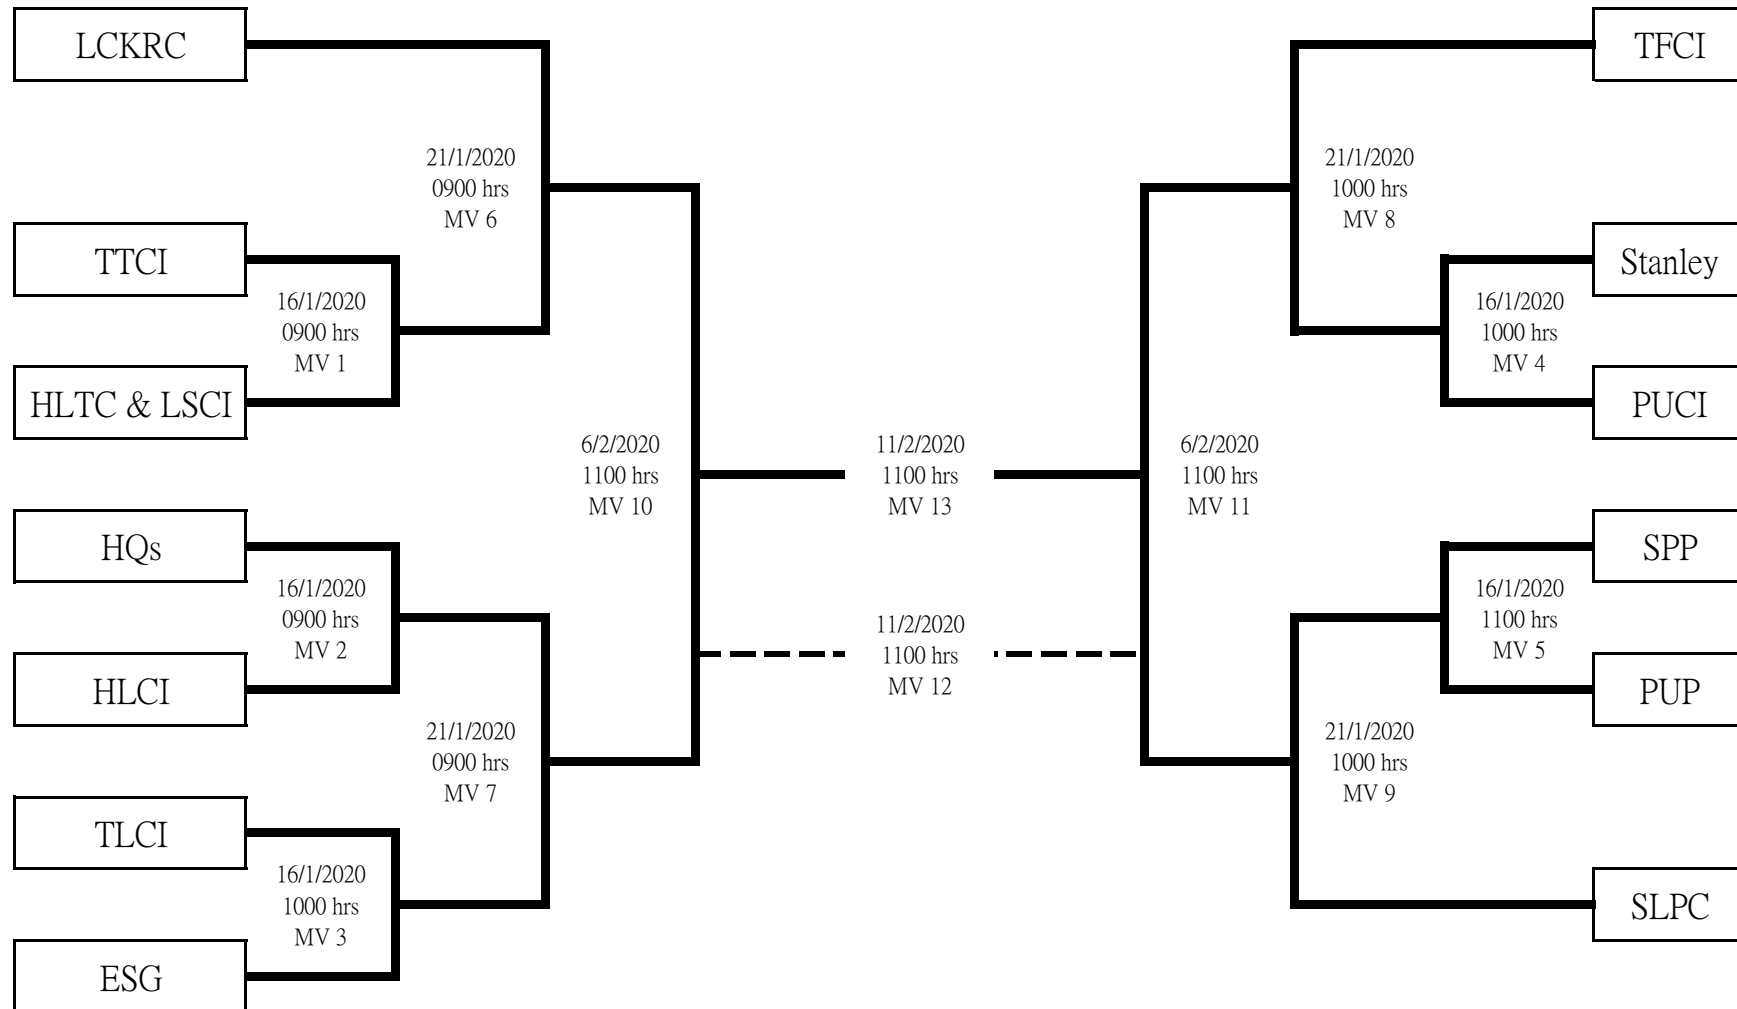 LCKRC
TFCI
21/1/2020
0900 hrs
MV 6
21/1/2020
1000 hrs
MV 8
TTCI
Stanley
16/1/2020
0900 hrs
MV 1
16/1/2020
1000 hrs
MV 4
HLTC & LSCI
PUCI
6/2/2020
1100 hrs
MV 10
11/2/2020
1100 hrs
MV 13
6/2/2020
1100 hrs
MV 11
HQs
SPP
16/1/2020
0900 hrs
MV 2
11/2/2020
1100 hrs
MV 12
16/1/2020
1100 hrs
MV 5
HLCI
PUP
21/1/2020
0900 hrs
MV 7
21/1/2020
1000 hrs
MV 9
TLCI
16/1/2020
1000 hrs
MV 3
SLPC
ESG